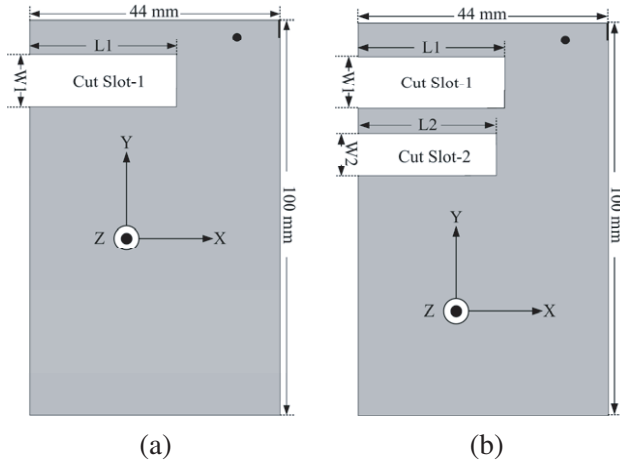 44 mm
L1
W1
Cut Slot-1
Y
Z
X
100 mm
(a)
44 mm
L1
W1
Cut Slot-1
L2
W2
Cut Slot-2
Y
Z
X
100 mm
(b)